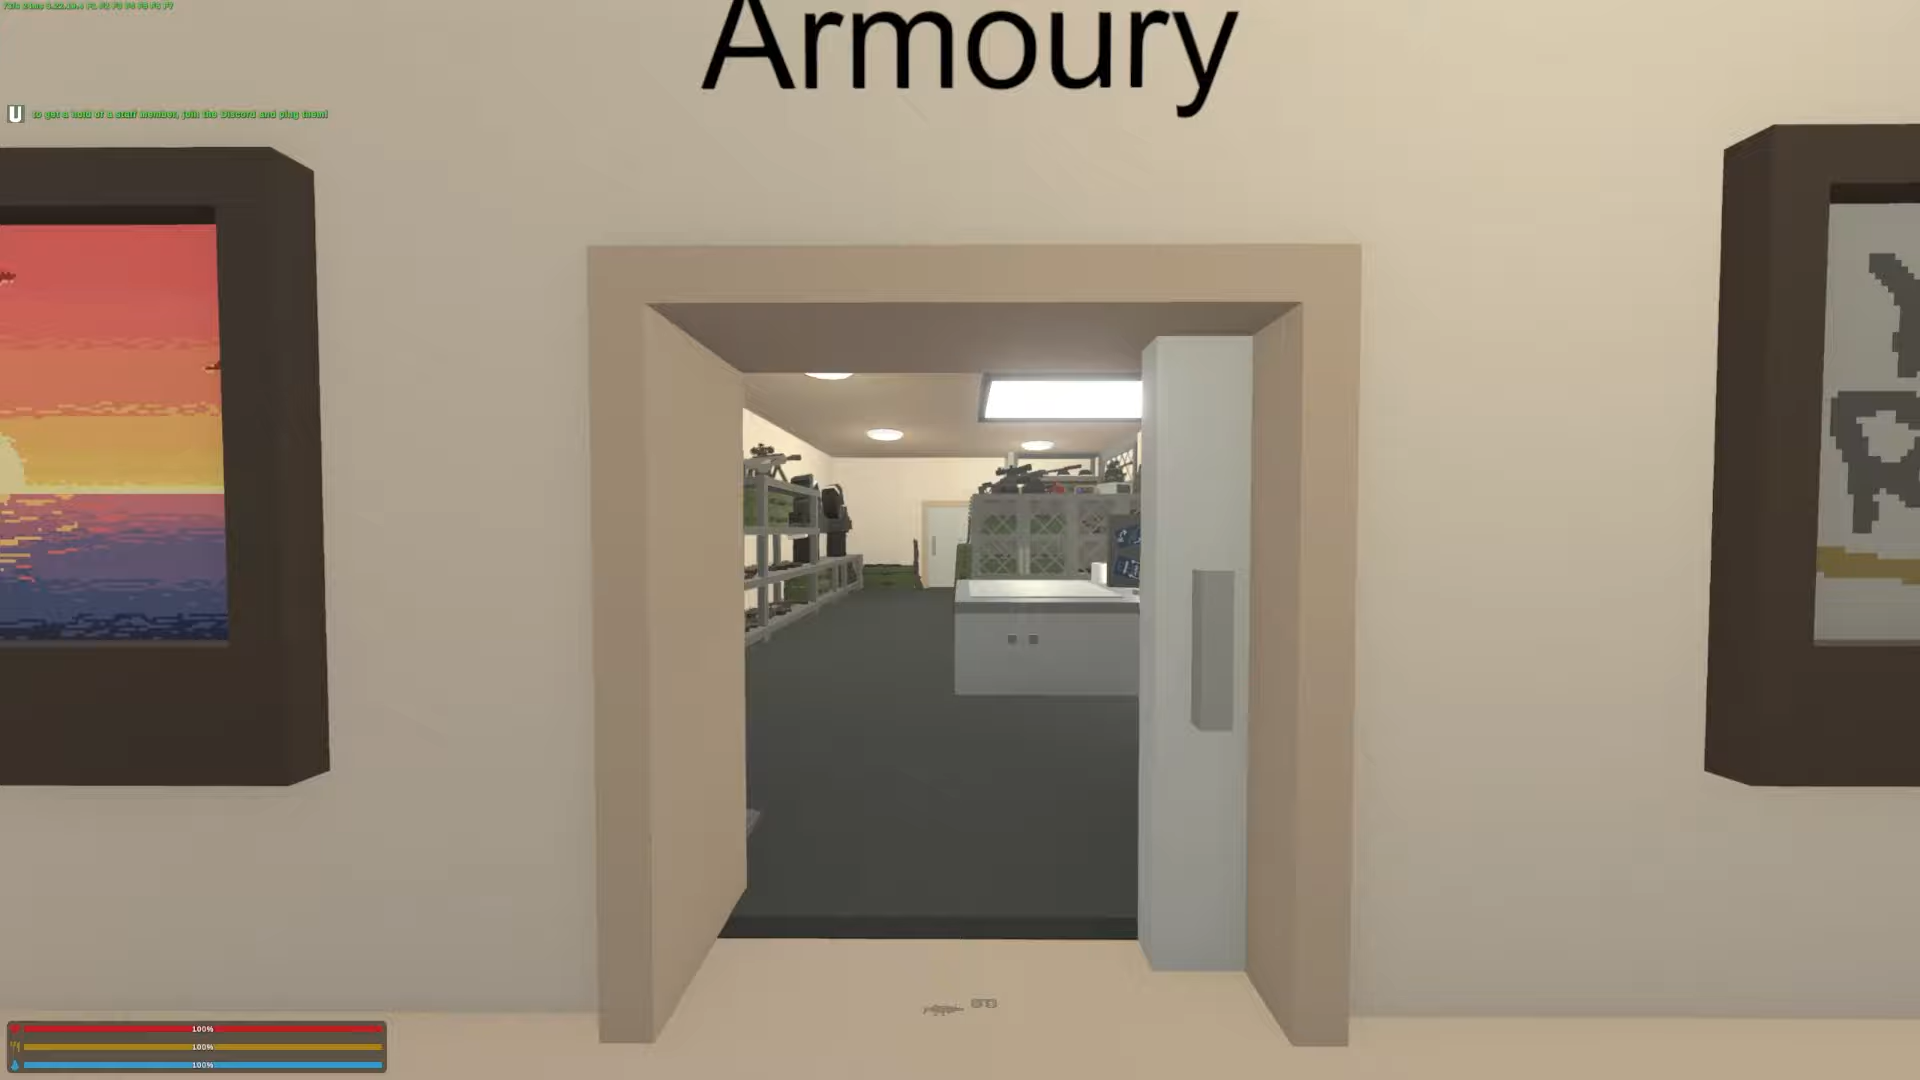 Armoury
U to get a hold of a staff member, join the Discord and ping them!
100%
100%
100%